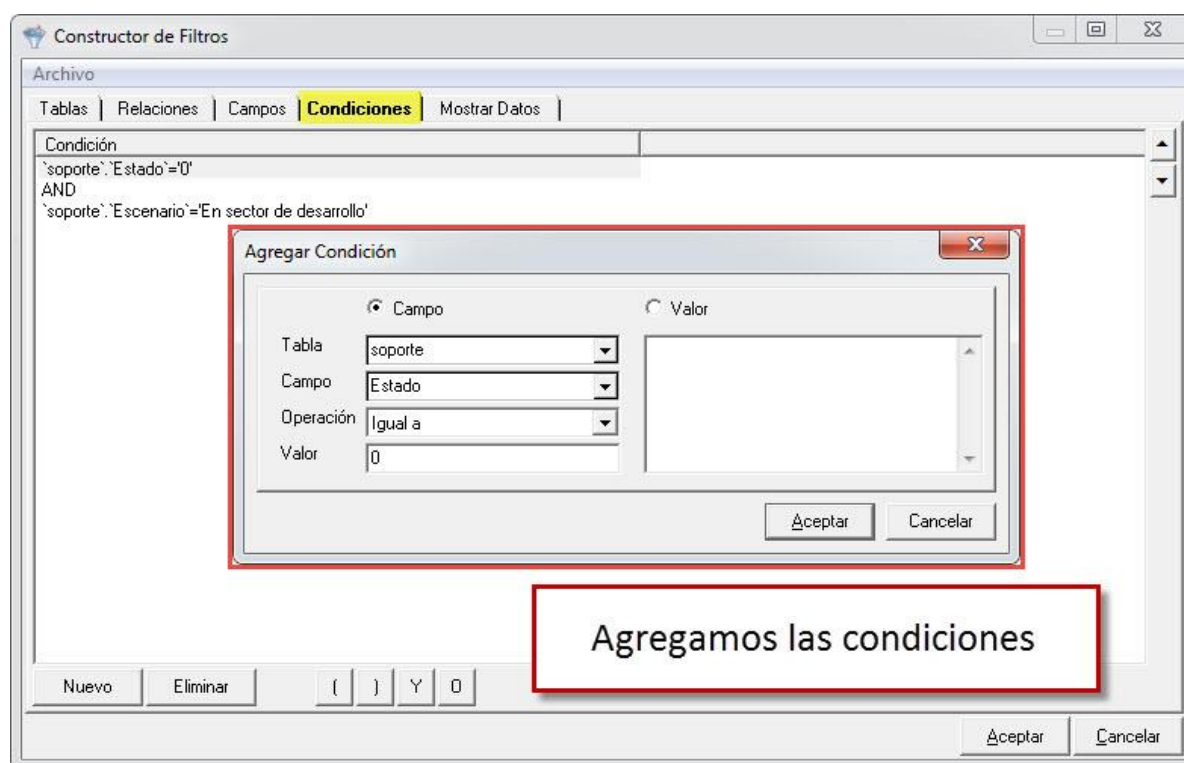 Constructor de Filtros
Archivo
Tablas Relaciones Campos Condiciones Mostrar Datos
Condición
`soporte`.`Estado`='0'
AND
`soporte`.`Escenario`='En sector de desarrollo'
Agregar Condición
Campo Valor
Tabla soporte
Campo Estado
Operación Igual a
Valor 0
Aceptar Cancelar
Agregamos las condiciones
Nuevo Eliminar ( ) Y O
Aceptar Cancelar